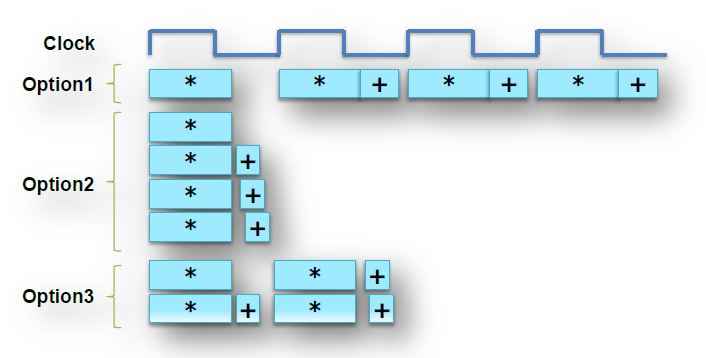 Clock
Option1 * * + * + * +
*
* +
Option2
* +
* +
* * +
Option3
* + * +